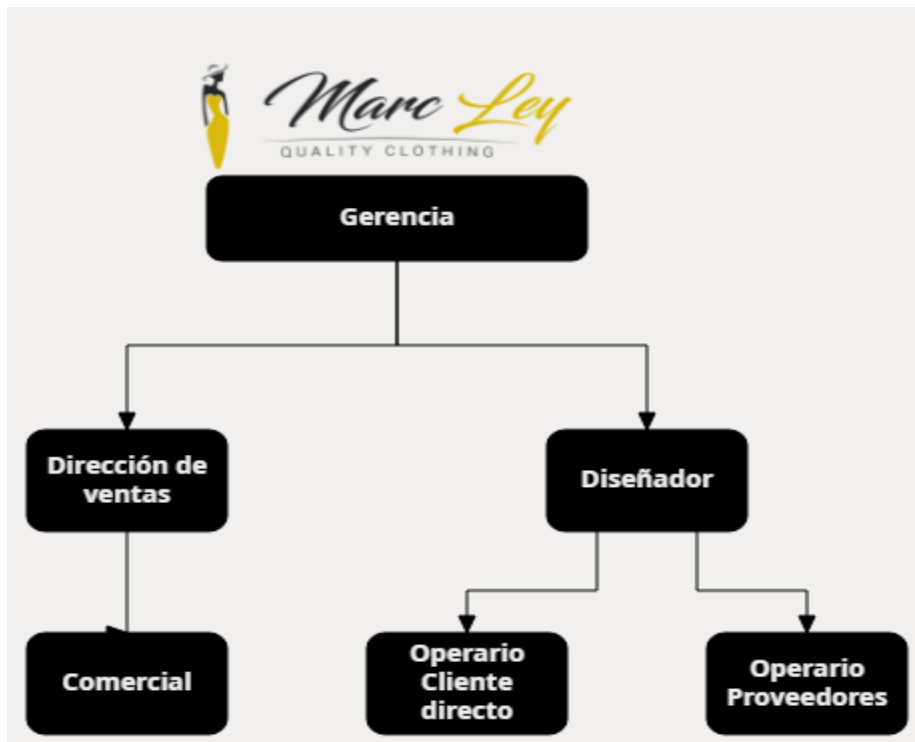 Marc Ley
QUALITY CLOTHING
Gerencia
Dirección de
ventas
Diseñador
Comercial
Operario
Cliente
directo
Operario
Proveedores